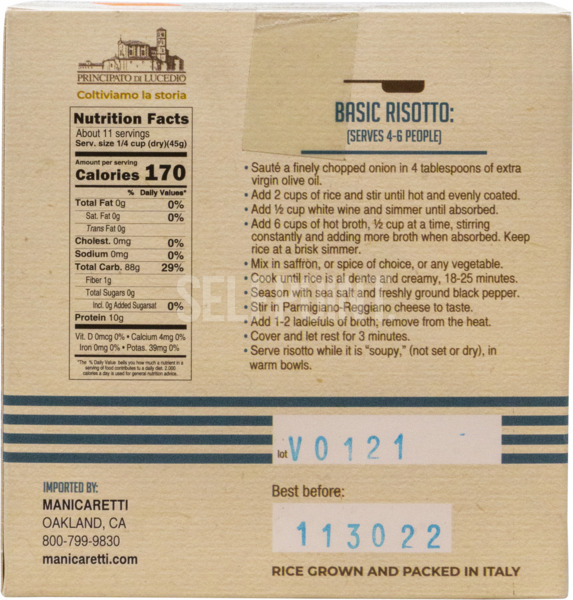 PRINCIPATO DI LUCEDIO
Coltiviamo la storia
Nutrition Facts
About 11 servings
Serv. size 1/4 cup (dry)(45g)
Amount per serving
Calories 170
% Daily Values*
Total Fat 0g 0%
Sat. Fat 0g 0%
Trans Fat 0g
Cholest. 0mg 0%
Sodium 0mg 0%
Total Carb. 88g 29%
Fiber 1g
Total Sugars 0g
Incl. 0g Added Sugarsat 0%
Protein 10g
Vit. D 0mcg 0% • Calcium 4mg 0%
Iron 0mg 0% • Potas. 39mg 0%
*The % Daily Value tells you how much a nutrient in a
serving of food contributes to a daily diet. 2,000
calories a day is used for general nutrition advice.
BASIC RISOTTO:
(SERVES 4-6 PEOPLE)
• Sauté a finely chopped onion in 4 tablespoons of extra
virgin olive oil.
• Add 2 cups of rice and stir until hot and evenly coated.
• Add ½ cup white wine and simmer until absorbed.
• Add 6 cups of hot broth, ½ cup at a time, stirring
constantly and adding more broth when absorbed. Keep
rice at a brisk simmer.
• Mix in saffron, or spice of choice, or any vegetable.
• Cook until rice is al dente and creamy, 18-25 minutes.
• Season with sea salt and freshly ground black pepper.
• Stir in Parmigiano-Reggiano cheese to taste.
• Add 1-2 ladlefuls of broth; remove from the heat.
• Cover and let rest for 3 minutes.
• Serve risotto while it is “soupy,” (not set or dry), in
warm bowls.
lot V0121
Best before:
113022
RICE GROWN AND PACKED IN ITALY
IMPORTED BY:
MANICARETTI
OAKLAND, CA
800-799-9830
manicaretti.com